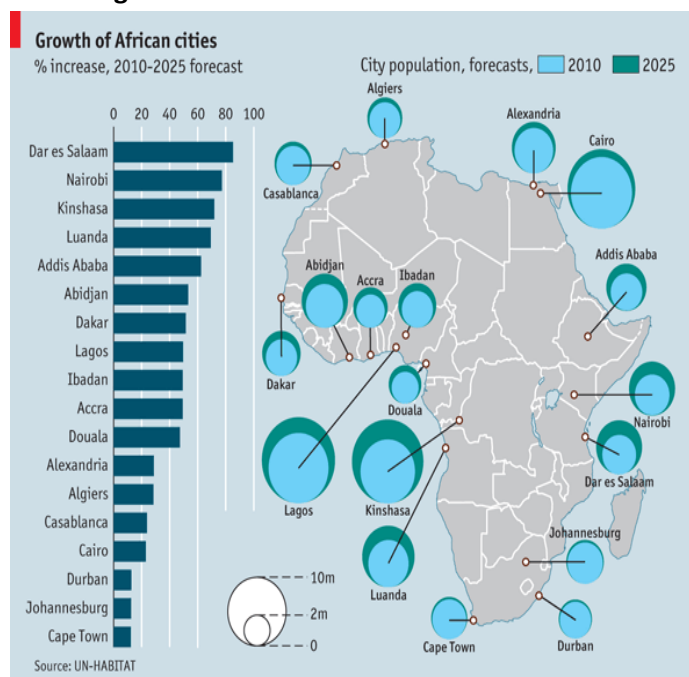 Growth of African cities
% increase, 2010-2025 forecast
City population, forecasts, 2010 2025
0 20 40 60 80 100
Dar es Salaam
Nairobi
Kinshasa
Luanda
Addis Ababa
Abidjan
Dakar
Lagos
Ibadan
Accra
Douala
Alexandria
Algiers
Casablanca
Cairo
Durban
Johannesburg
Cape Town
Algiers
Alexandria
Cairo
Casablanca
Addis Ababa
Abidjan
Accra
Ibadan
Dakar
Douala
Nairobi
Dar es Salaam
Lagos
Kinshasa
Johannesburg
Luanda
Cape Town
Durban
10m
2m
0
Source: UN-HABITAT